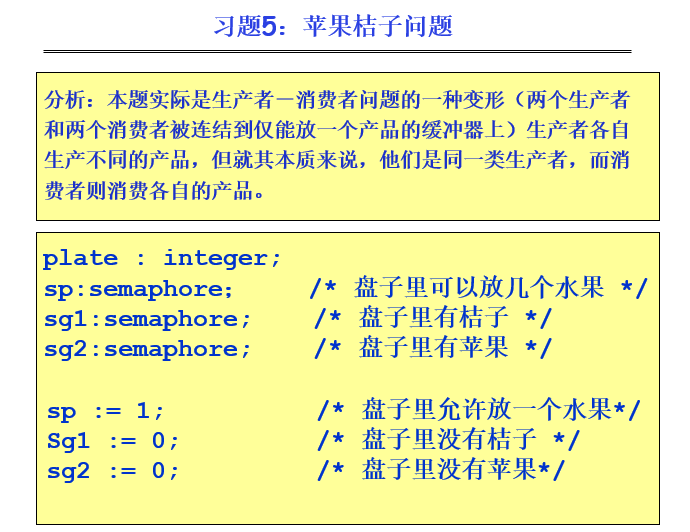 习题5：苹果桔子问题
分析：本题实际是生产者－消费者问题的一种变形（两个生产者
和两个消费者被连结到仅能放一个产品的缓冲器上）生产者各自
生产不同的产品，但就其本质来说，他们是同一类生产者，而消
费者则消费各自的产品。
plate : integer;
sp:semaphore; /* 盘子里可以放几个水果 */
sg1:semaphore; /* 盘子里有桔子 */
sg2:semaphore; /* 盘子里有苹果 */
sp := 1; /* 盘子里允许放一个水果*/
Sg1 := 0; /* 盘子里没有桔子 */
sg2 := 0; /* 盘子里没有苹果*/